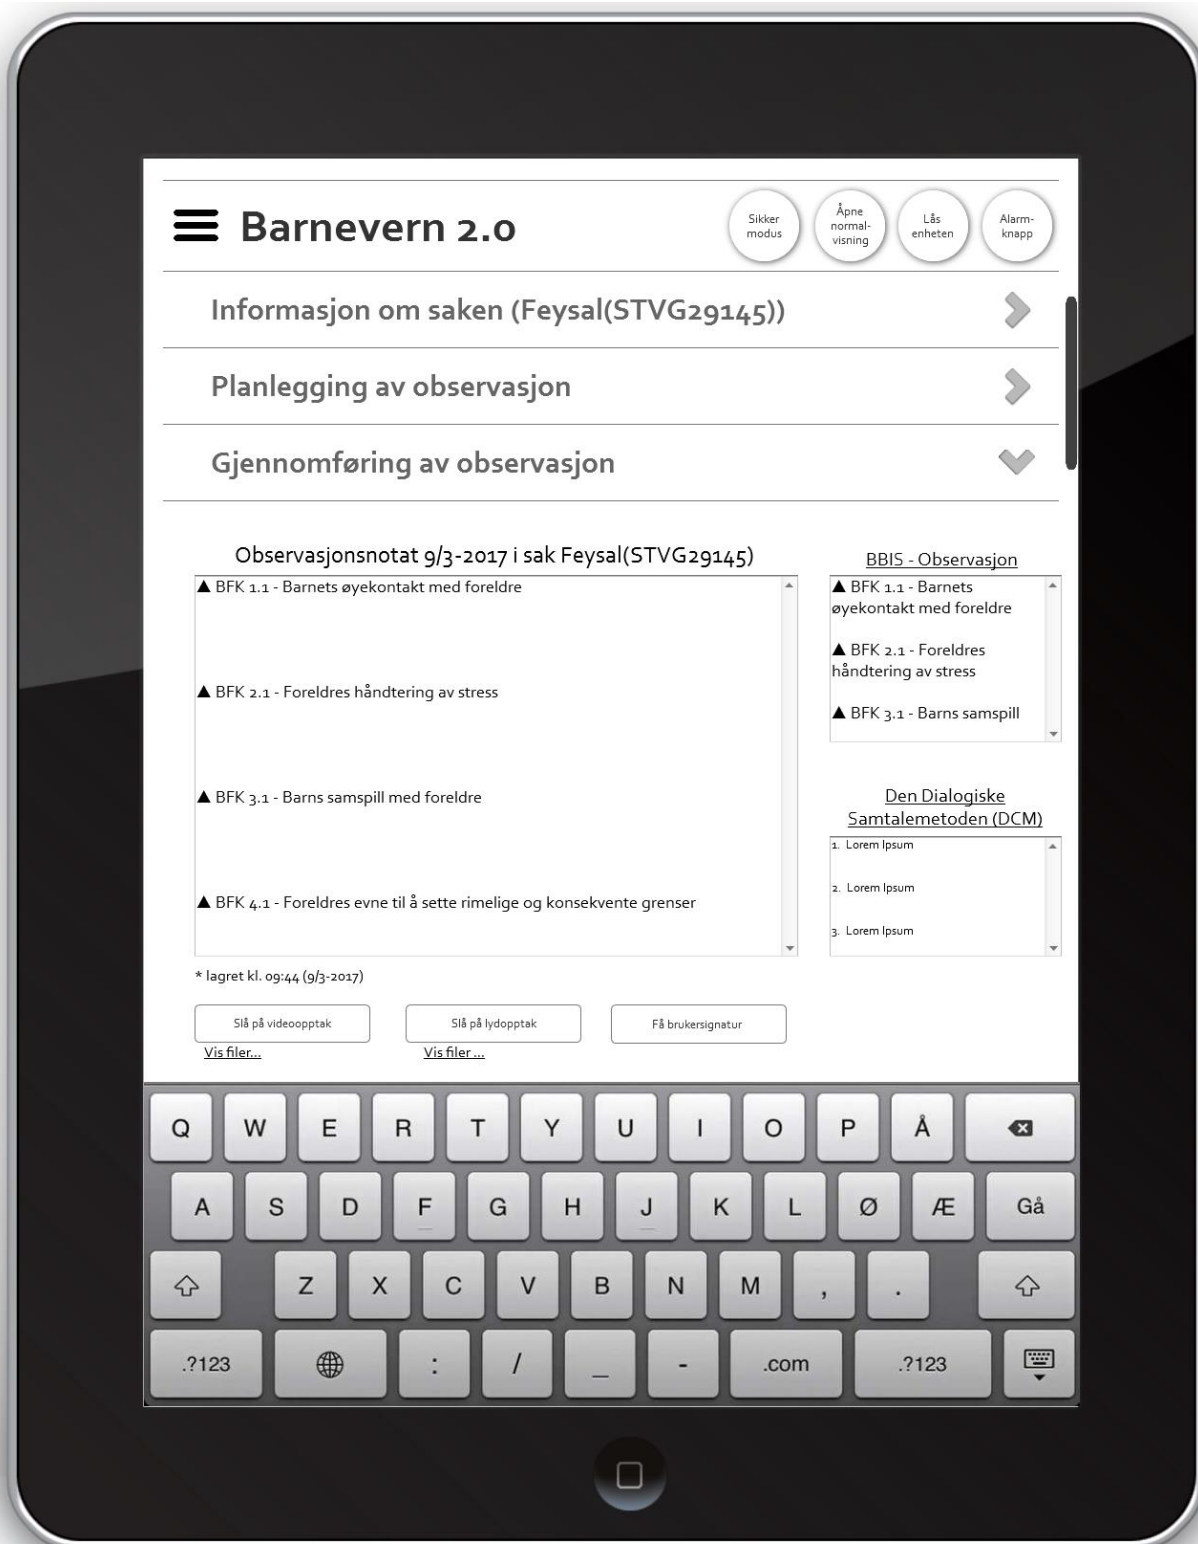 Barnevern 2.0
Sikker
modus
Åpne
normal-
visning
Lås
enheten
Alarm-
knapp
Informasjon om saken (Feysal(STVG29145))
Planlegging av observasjon
Gjennomføring av observasjon
Observasjonsnotat 9/3-2017 i sak Feysal(STVG29145)
▲ BFK 1.1 - Barnets øyekontakt med foreldre
▲ BFK 2.1 - Foreldres håndtering av stress
▲ BFK 3.1 - Barns samspill med foreldre
▲ BFK 4.1 - Foreldres evne til å sette rimelige og konsekvente grenser
* lagret kl. 09:44 (9/3-2017)
BBIS - Observasjon
▲ BFK 1.1 - Barnets
øyekontakt med foreldre
▲ BFK 2.1 - Foreldres
håndtering av stress
▲ BFK 3.1 - Barns samspill
Den Dialogiske
Samtalemetoden (DCM)
1. Lorem Ipsum
2. Lorem Ipsum
3. Lorem Ipsum
Slå på videoopptak
Slå på lydopptak
Få brukersignatur
Vis filer...
Vis filer ...
Q W E R T Y U I O P Å
A S D F G H J K L Ø Æ Gå
Z X C V B N M , .
.?123 : / _ - .com .?123